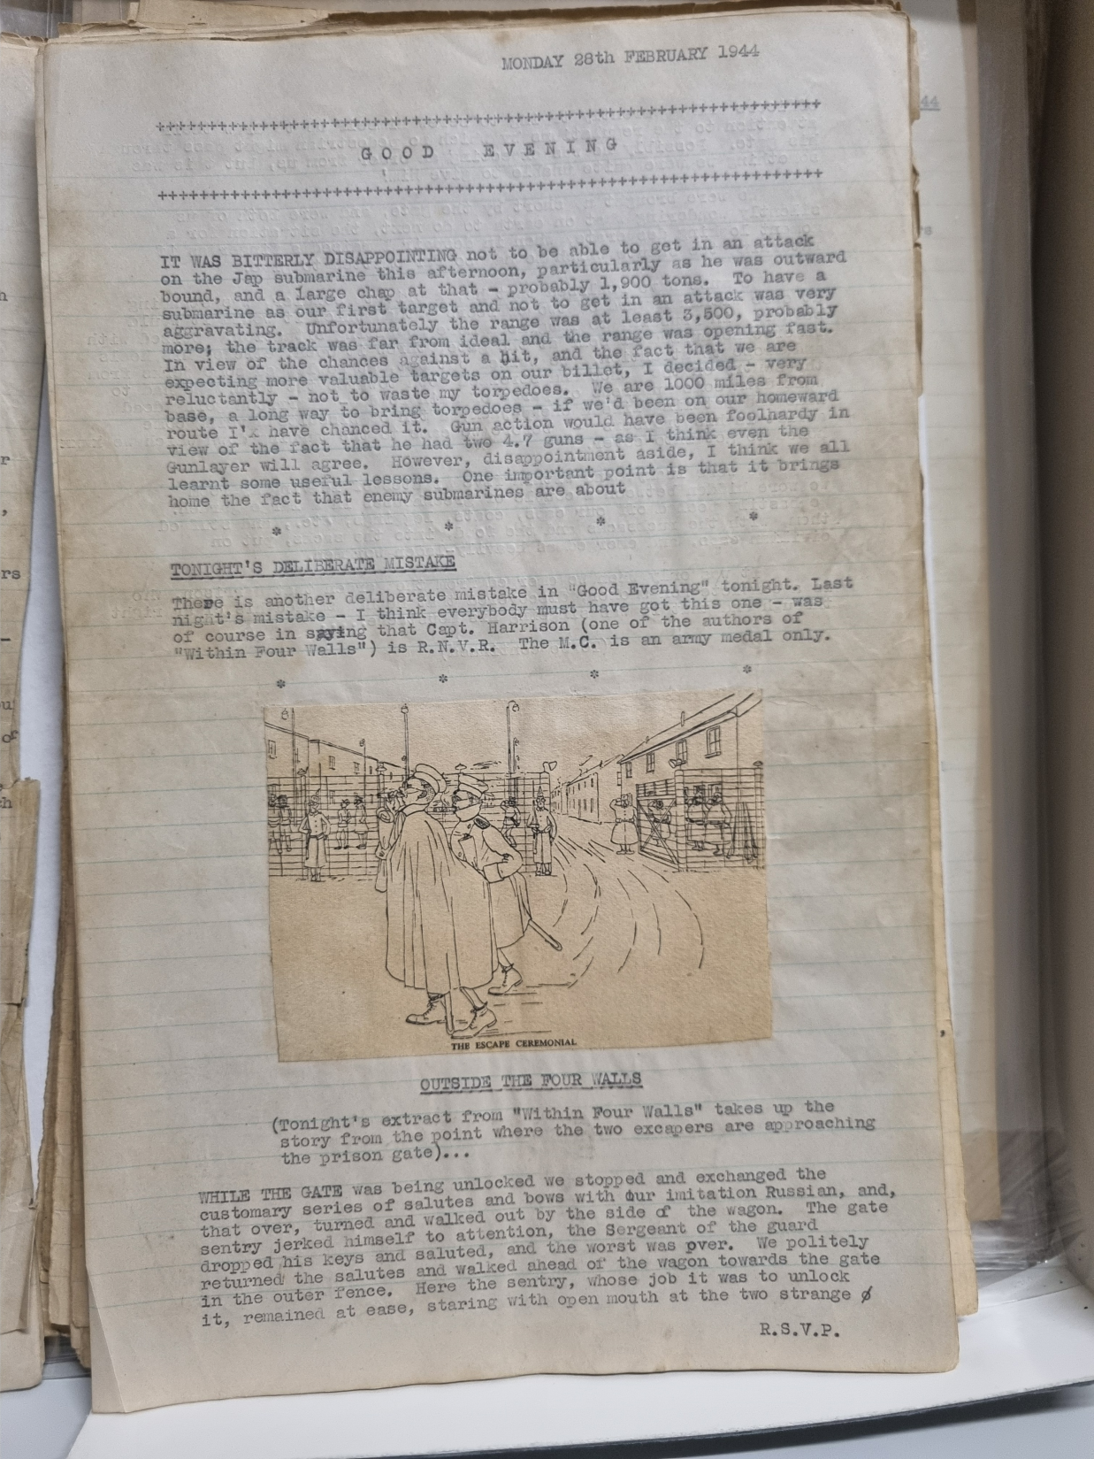 MONDAY 28th FEBRUARY 1944
++++++++++++++++++++++++++++++++++++++++++++++++++++++++++++++++++++++++++
G O O D   E V E N I N G
++++++++++++++++++++++++++++++++++++++++++++++++++++++++++++++++++++++++++
IT WAS BITTERLY DISAPPOINTING not to be able to get in an attack
on the Jap submarine this afternoon, particularly as he was outward
bound, and a large chap at that - probably 1,900 tons. To have a
submarine as our first target and not to get in an attack was very
aggravating. Unfortunately the range was at least 3,500, probably
more; the track was far from ideal and the range was opening fast.
In view of the chances against a hit, and the fact that we are
expecting more valuable targets on our billet, I decided - very
reluctantly - not to waste my torpedoes. We are 1000 miles from
base, a long way to bring torpedoes - if we'd been on our homeward
route I'x have chanced it. Gun action would have been foolhardy in
view of the fact that he had two 4.7 guns - as I think even the
Gunlayer will agree. However, disappointment aside, I think we all
learnt some useful lessons. One important point is that it brings
home the fact that enemy submarines are about
* * * *
TONIGHT'S DELIBERATE MISTAKE
There is another deliberate mistake in "Good Evening" tonight. Last
night's mistake - I think everybody must have got this one - was
of course in saying that Capt. Harrison (one of the authors of
"Within Four Walls") is R.N.V.R. The M.C. is an army medal only.
* * * *
THE ESCAPE CEREMONIAL
OUTSIDE THE FOUR WALLS
(Tonight's extract from "Within Four Walls" takes up the
story from the point where the two excapers are approaching
the prison gate)...
WHILE THE GATE was being unlocked we stopped and exchanged the
customary series of salutes and bows with our imitation Russian, and,
that over, turned and walked out by the side of the wagon. The gate
sentry jerked himself to attention, the Sergeant of the guard
dropped his keys and saluted, and the worst was pver. We politely
returned the salutes and walked ahead of the wagon towards the gate
in the outer fence. Here the sentry, whose job it was to unlock
it, remained at ease, staring with open mouth at the two strange
R.S.V.P.